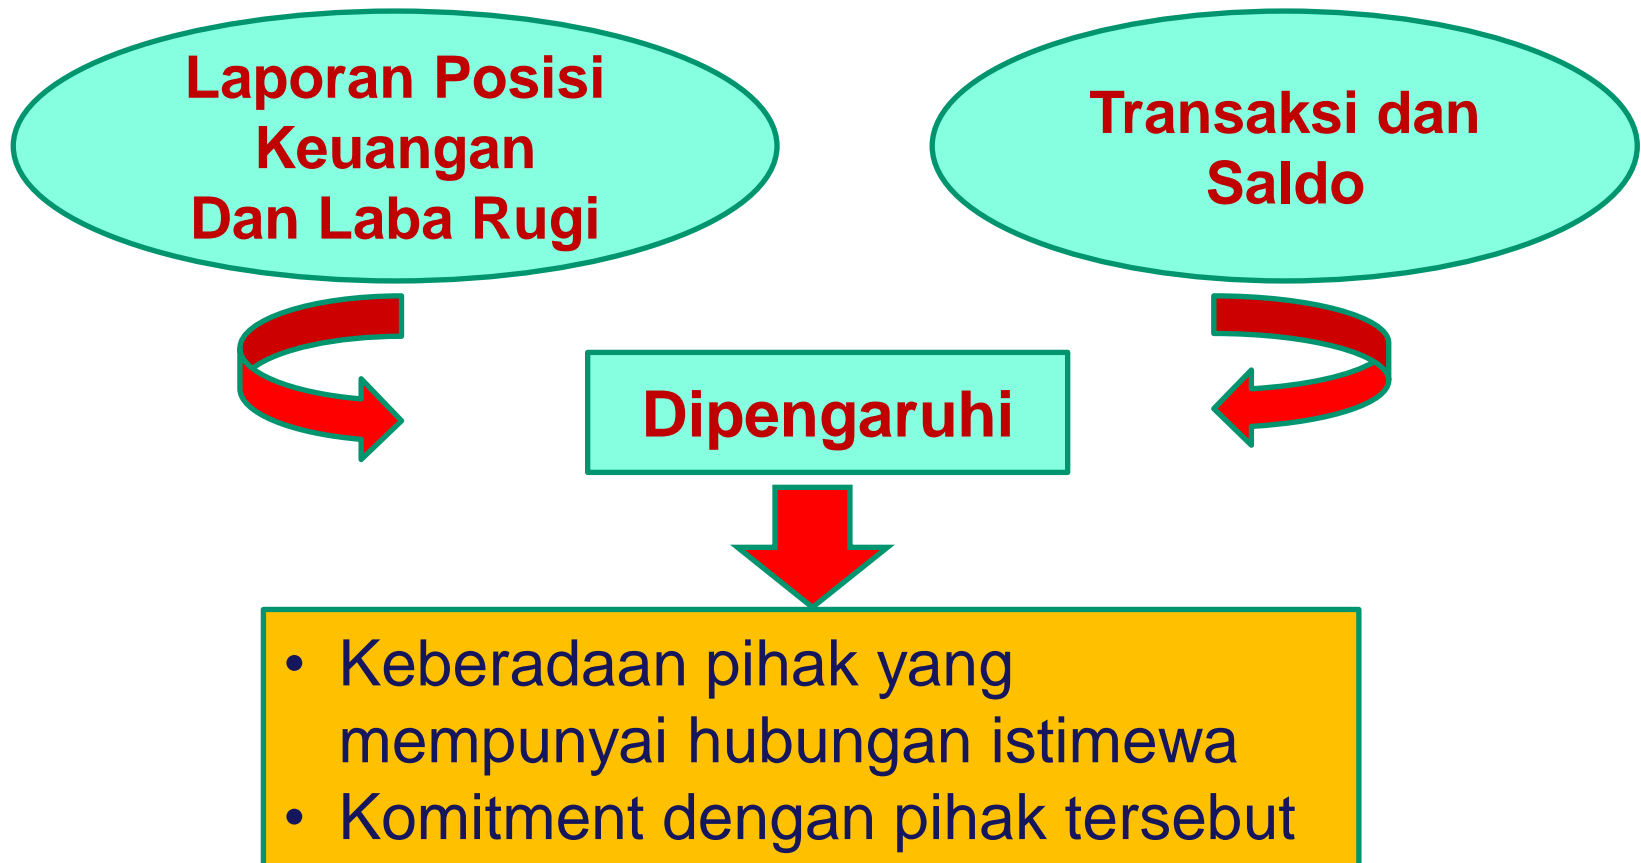 Laporan Posisi
Keuangan
Dan Laba Rugi
Transaksi dan
Saldo
Dipengaruhi
• Keberadaan pihak yang
mempunyai hubungan istimewa
• Komitment dengan pihak tersebut